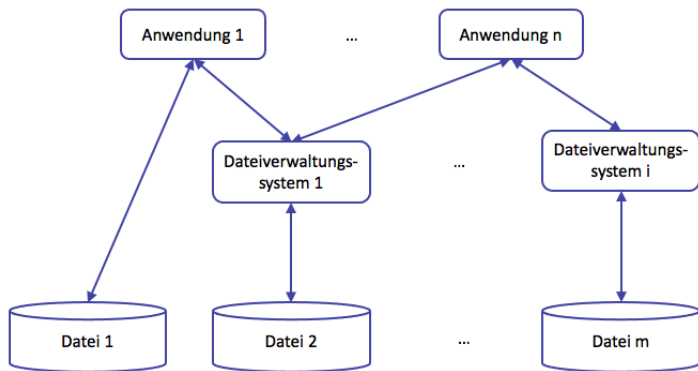 Anwendung 1
...
Anwendung n
Dateiverwaltungs-
system 1
...
Dateiverwaltungs-
system i
Datei 1
Datei 2
...
Datei m